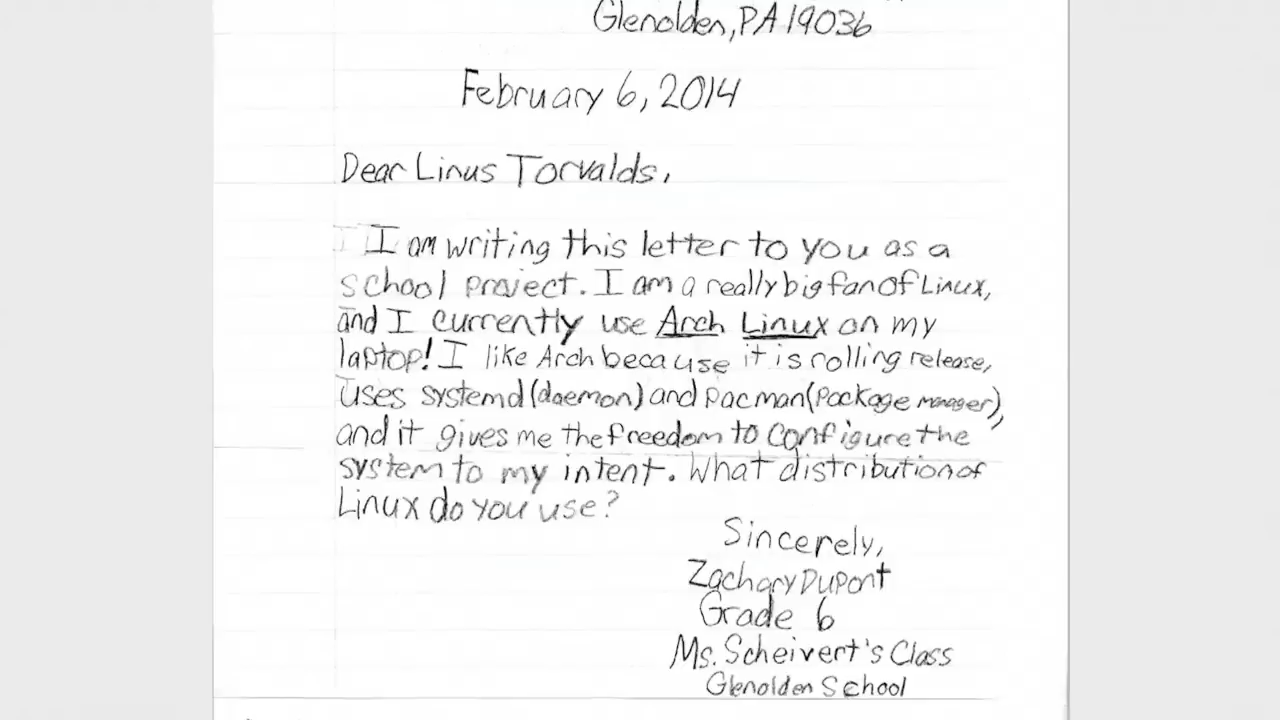 Glenolden, PA 19036
February 6, 2014
Dear Linus Torvalds,
I am writing this letter to you as a
school project. I am a really big fan of Linux,
and I currently use Arch Linux on my
laptop! I like Arch because it is rolling release,
uses systemd (daemon) and pacman (package manager),
and it gives me the freedom to configure the
system to my intent. What distribution of
Linux do you use?
Sincerely,
Zachary Dupont
Grade 6
Ms. Scheivert's Class
Glenolden School